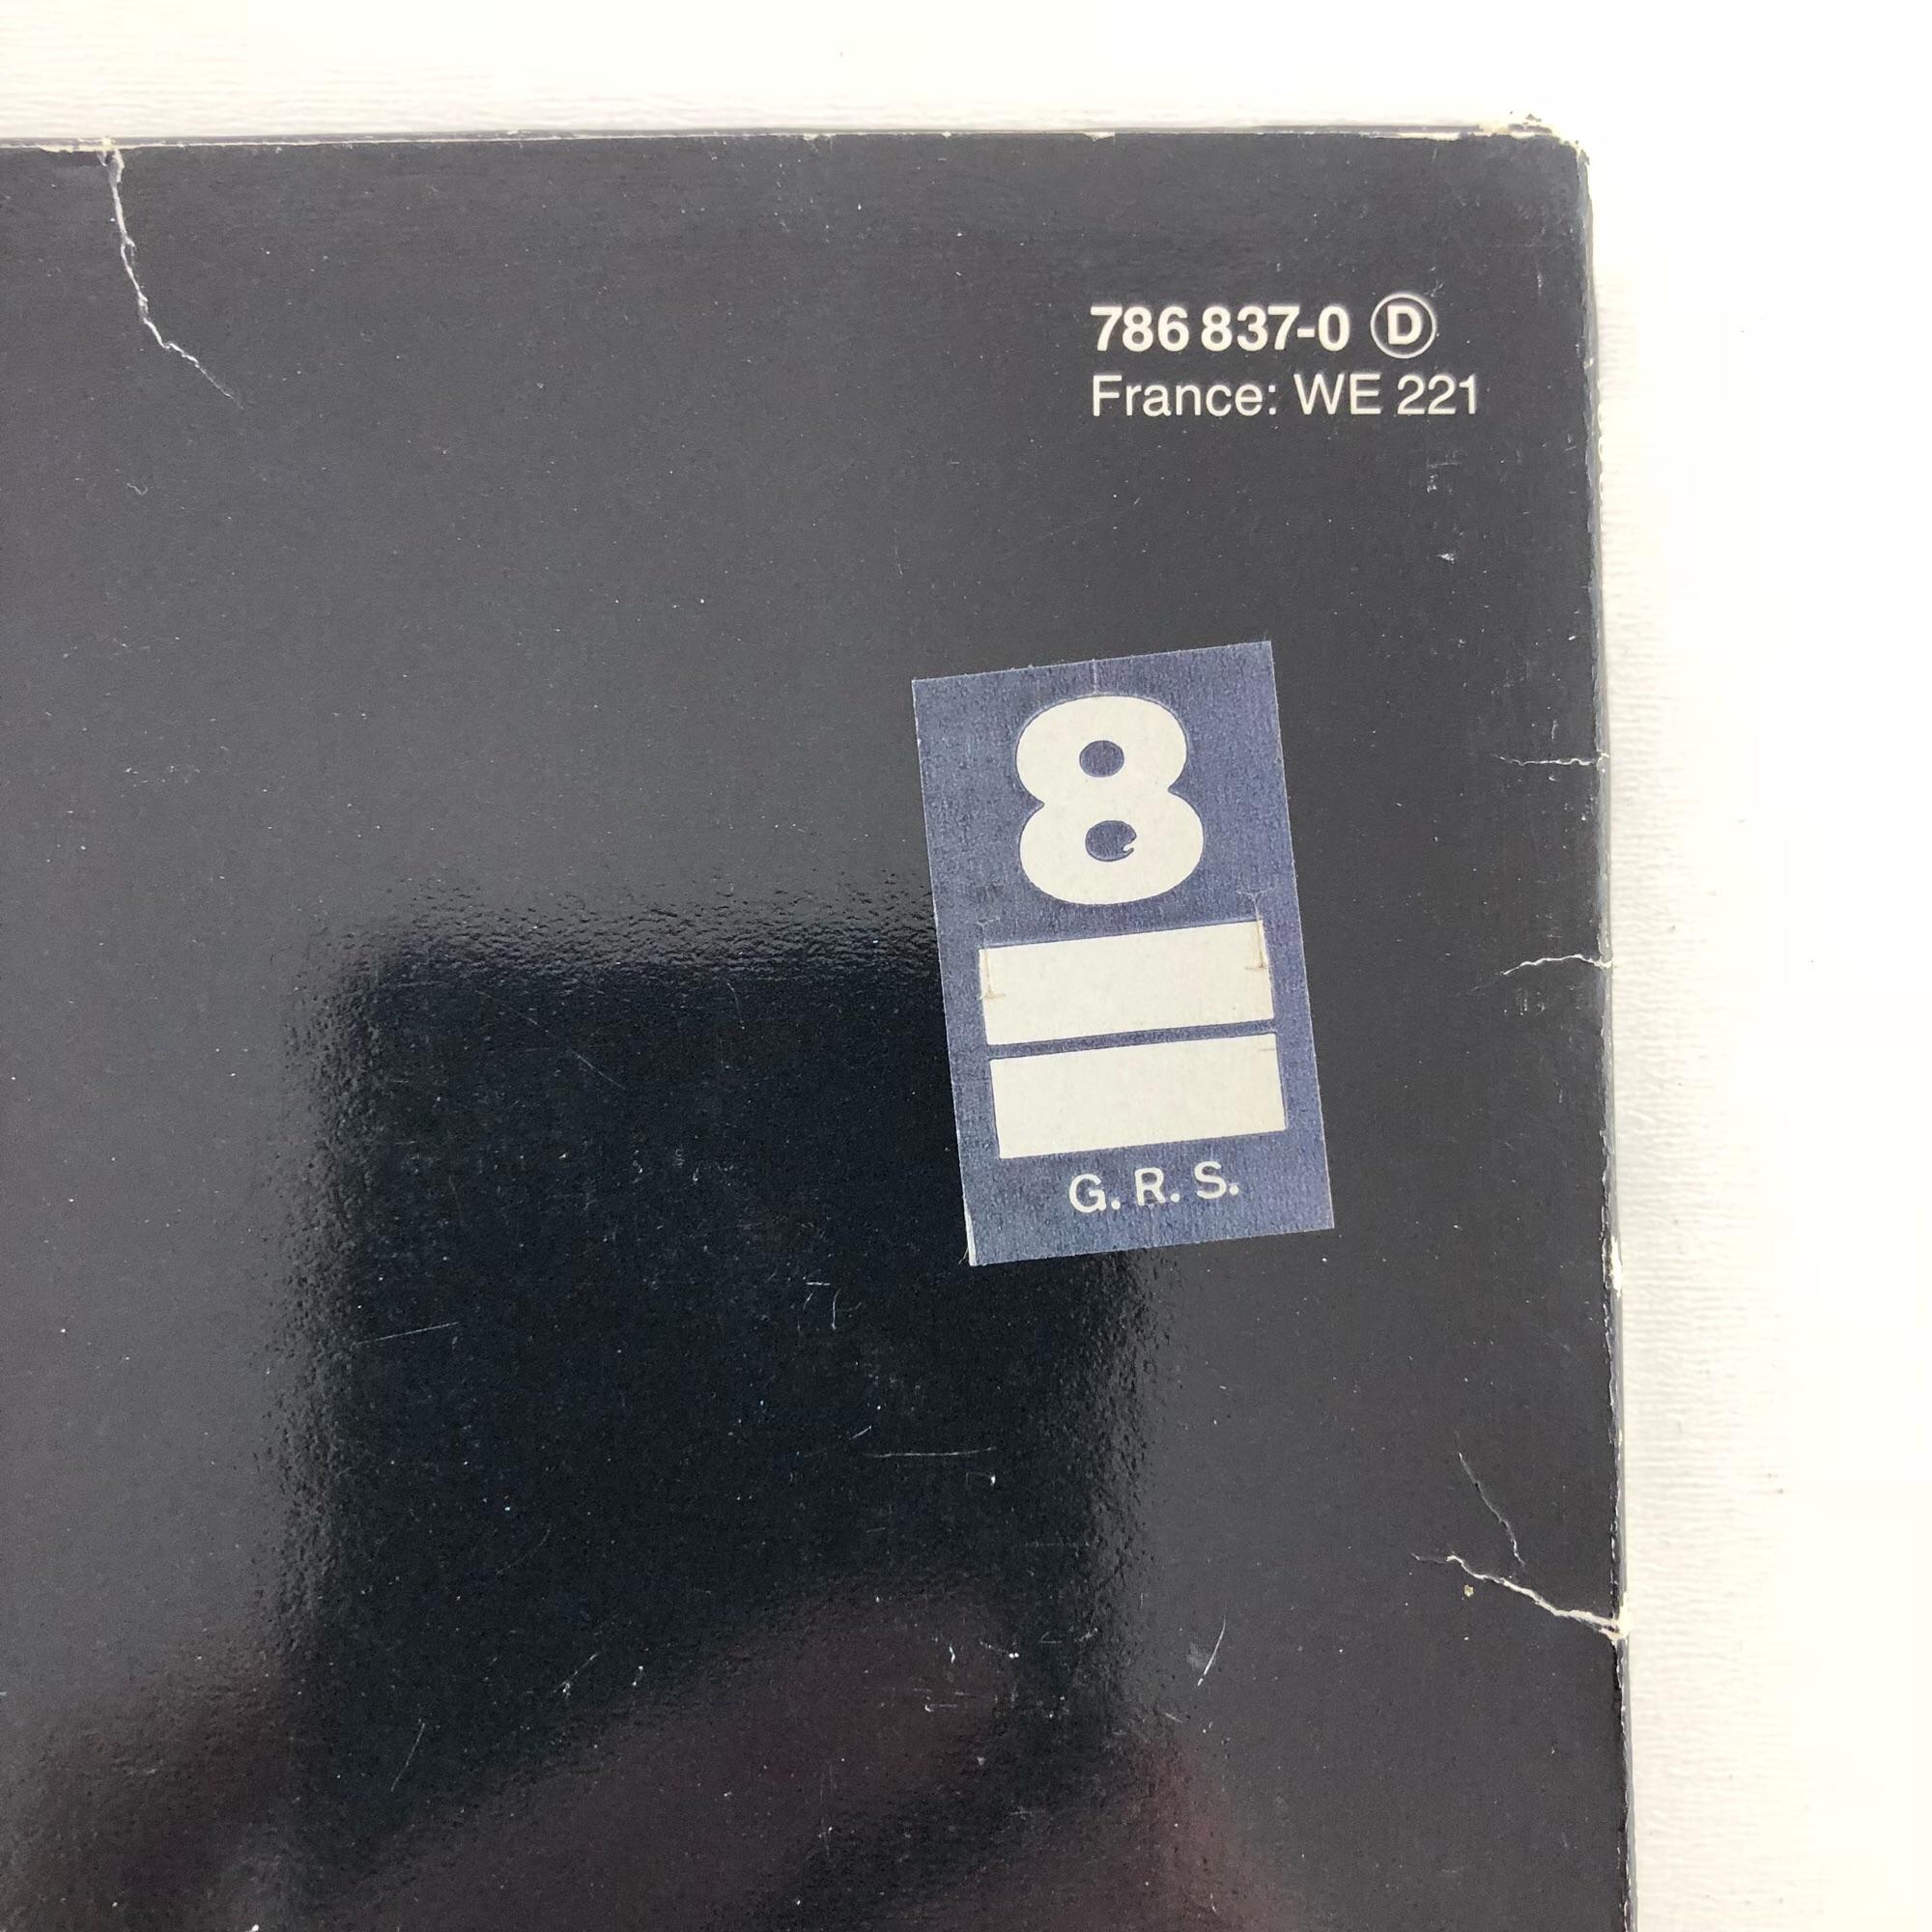 786 837-0 Ⓓ
France: WE 221
8
G. R. S.